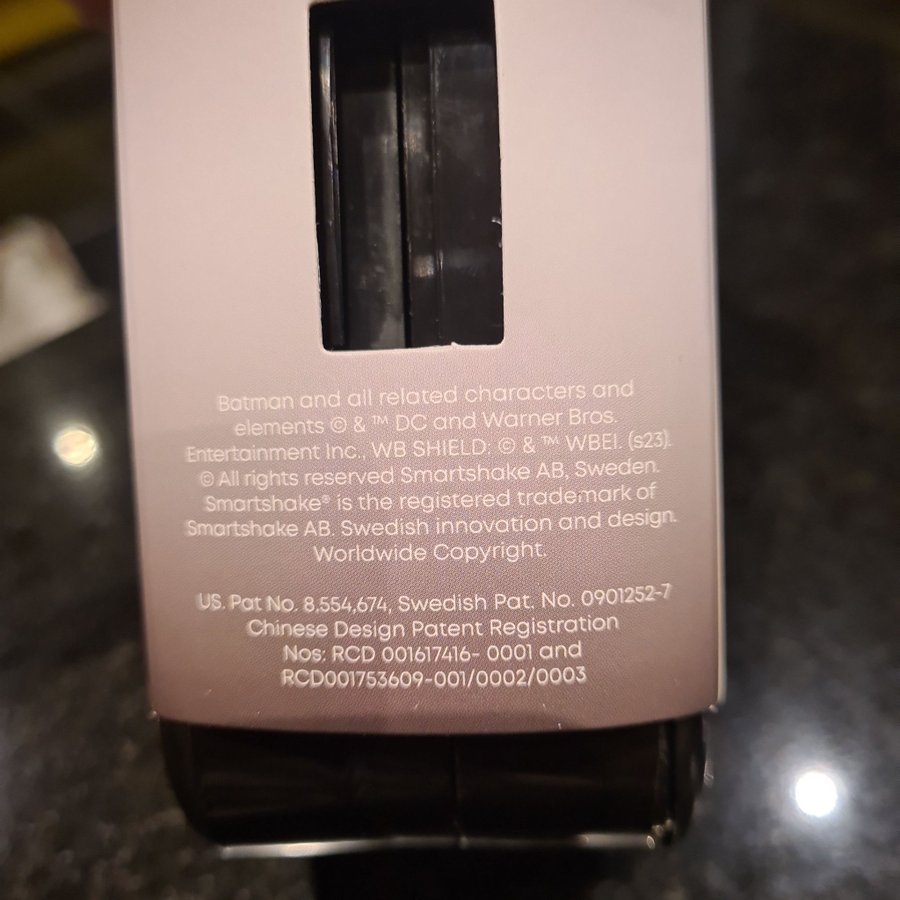 Batman and all related characters and
elements © & ™ DC and Warner Bros.
Entertainment Inc., WB SHIELD: © & ™ WBEI. (s23).
© All rights reserved Smartshake AB, Sweden.
Smartshake® is the registered trademark of
Smartshake AB. Swedish innovation and design.
Worldwide Copyright.
US. Pat No. 8,554,674, Swedish Pat. No. 0901252-7
Chinese Design Patent Registration
Nos: RCD 001617416- 0001 and
RCD001753609-001/0002/0003